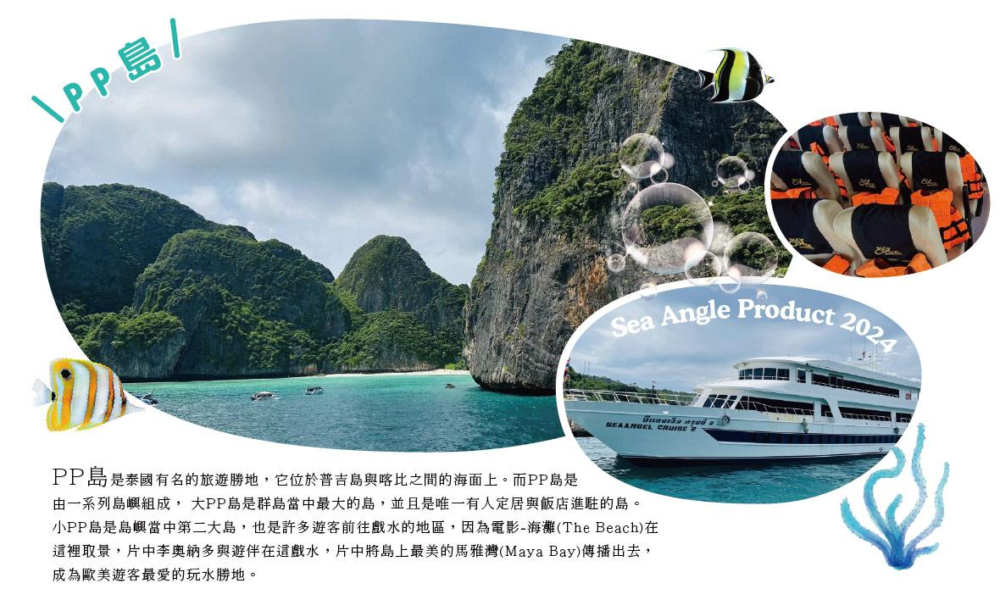 PP島
Sea Angle Product 2024
SEAANGEL CRUISE 2
PP島是泰國有名的旅遊勝地，它位於普吉島與喀比之間的海面上。而PP島是
由一系列島嶼組成， 大PP島是群島當中最大的島，並且是唯一有人定居與飯店進駐的島。
小PP島是島嶼當中第二大島，也是許多遊客前往戲水的地區，因為電影-海灘(The Beach)在
這裡取景，片中李奧納多與遊伴在這戲水，片中將島上最美的馬雅灣(Maya Bay)傳播出去，
成為歐美遊客最愛的玩水勝地。